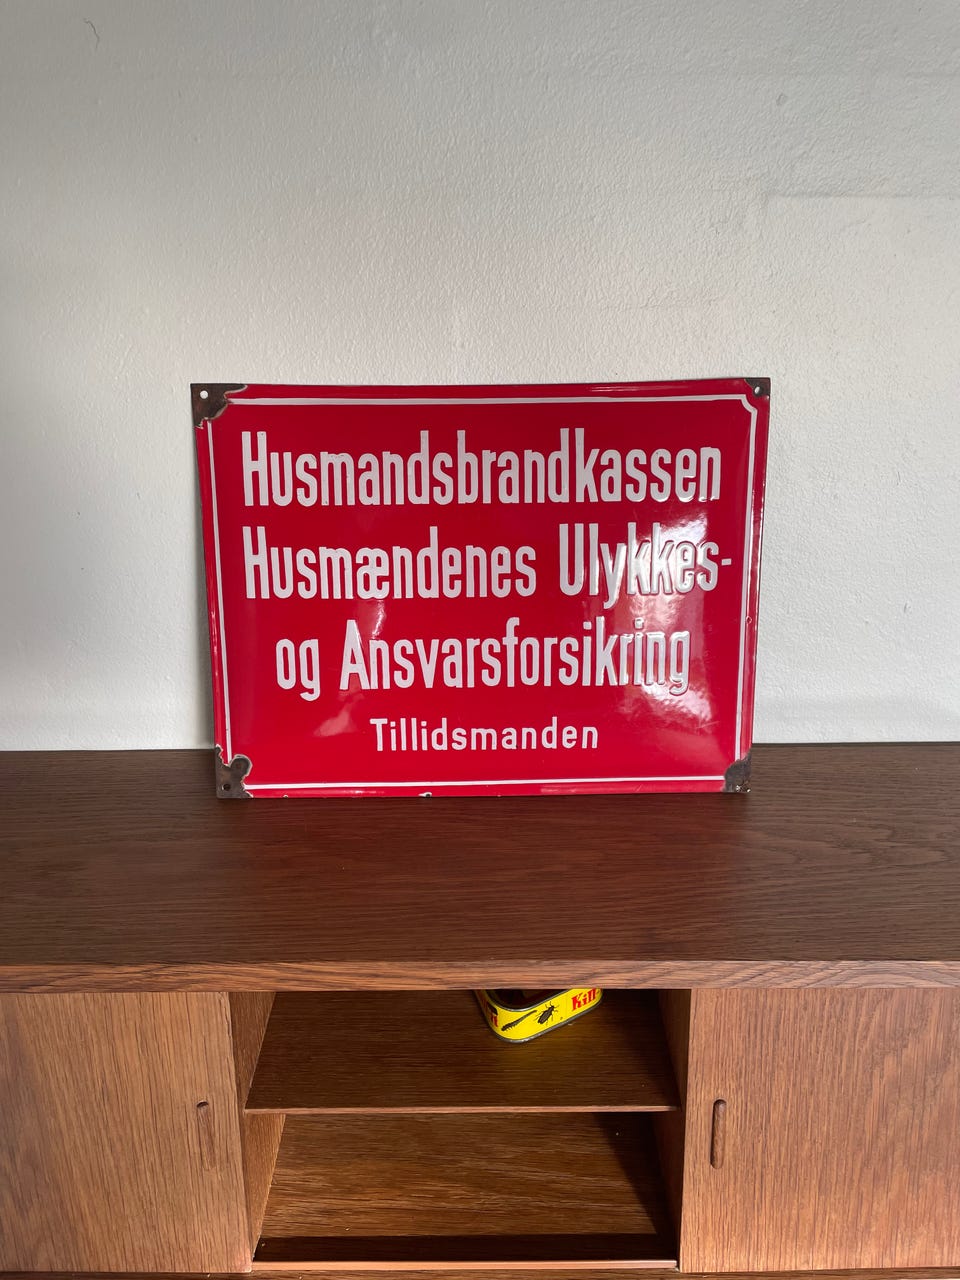 Husmandsbrandkassen
Husmændenes Ulykkes-
og Ansvarsforsikring
Tillidsmanden